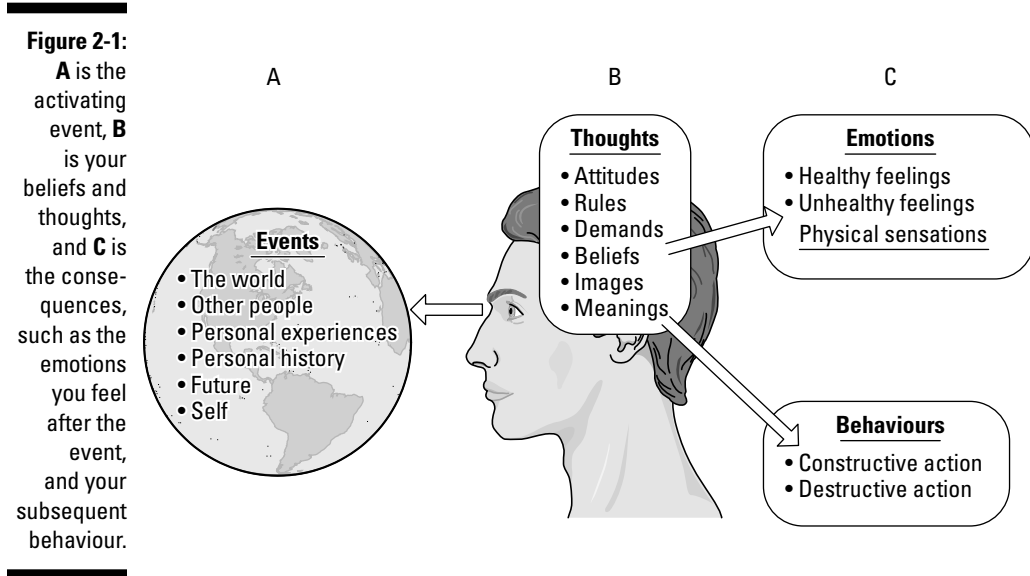 Figure 2-1:
A is the
activating
event, B
is your
beliefs and
thoughts,
and C is
the conse-
quences,
such as the
emotions
you feel
after the
event,
and your
subsequent
behaviour.
A
B
C
Events
• The world
• Other people
• Personal experiences
• Personal history
• Future
• Self
Thoughts
• Attitudes
• Rules
• Demands
• Beliefs
• Images
• Meanings
Emotions
• Healthy feelings
• Unhealthy feelings
Physical sensations
Behaviours
• Constructive action
• Destructive action